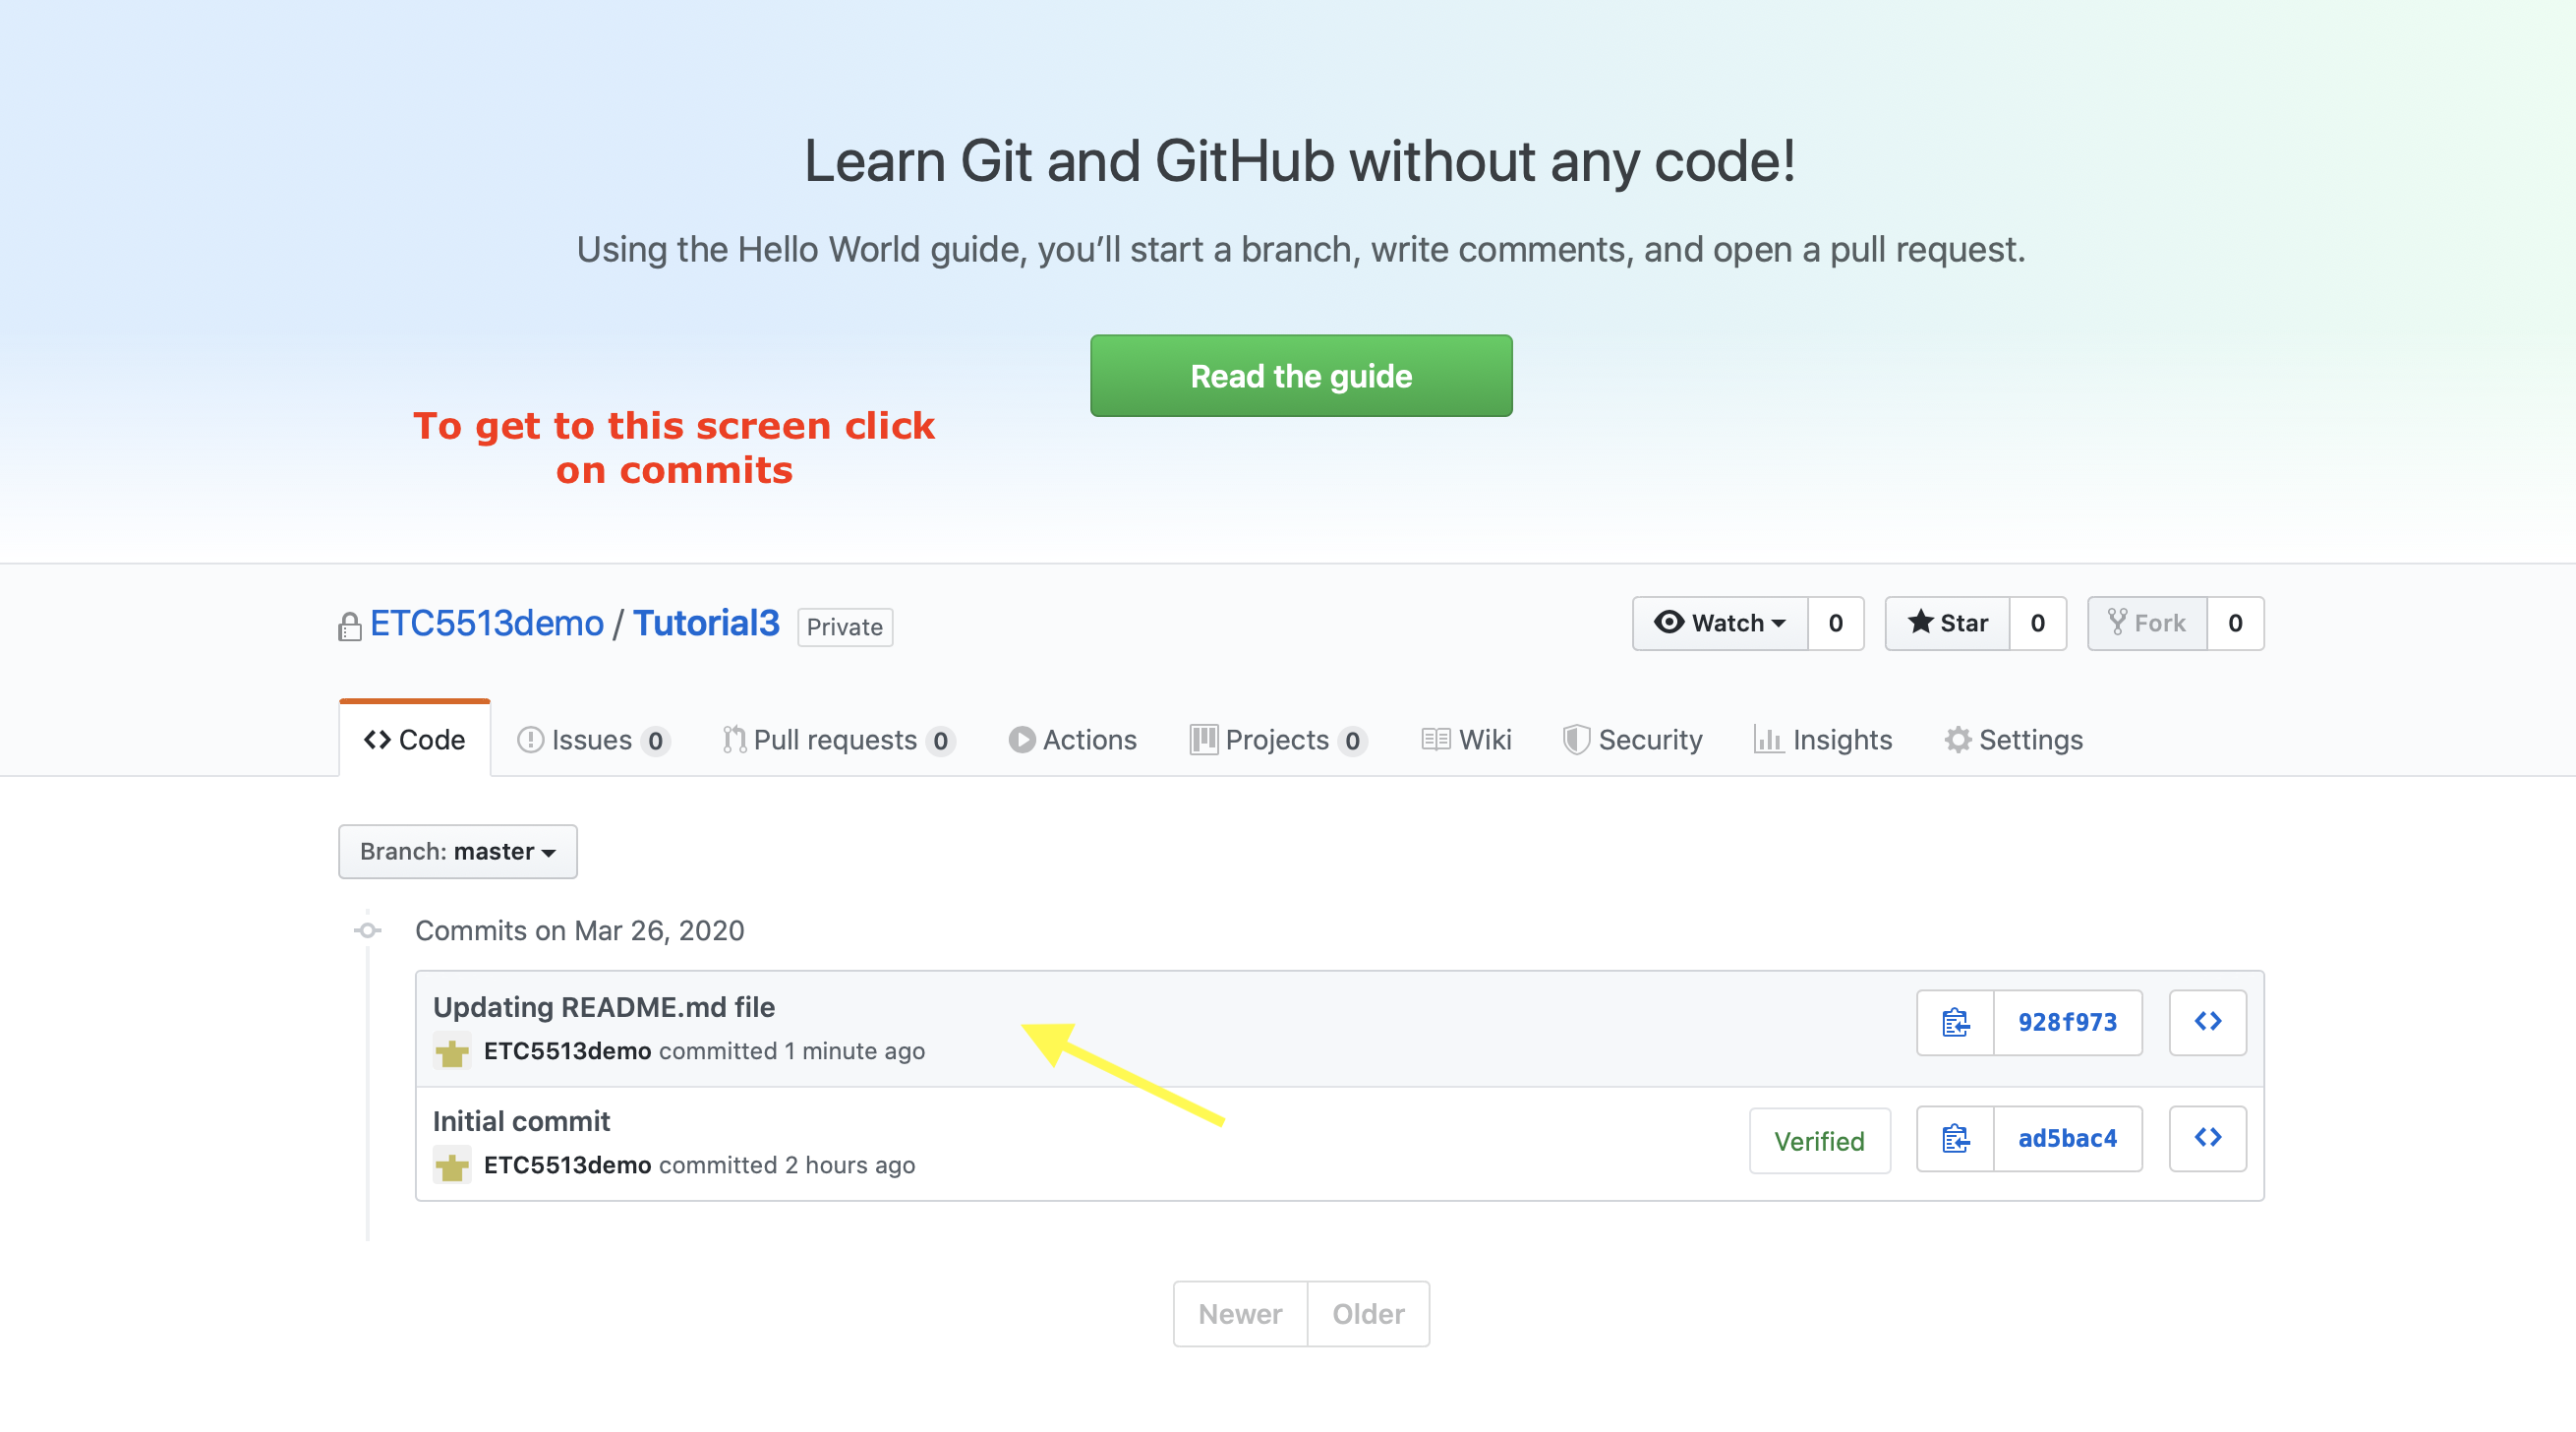 Learn Git and GitHub without any code!
Using the Hello World guide, you’ll start a branch, write comments, and open a pull request.
Read the guide
To get to this screen click
on commits
ETC5513demo / Tutorial3 Private
Watch 0 Star 0 Fork 0
Code Issues 0 Pull requests 0 Actions Projects 0 Wiki Security Insights Settings
Branch: master
Commits on Mar 26, 2020
Updating README.md file
ETC5513demo committed 1 minute ago
928f973
Initial commit
ETC5513demo committed 2 hours ago
Verified ad5bac4
Newer Older